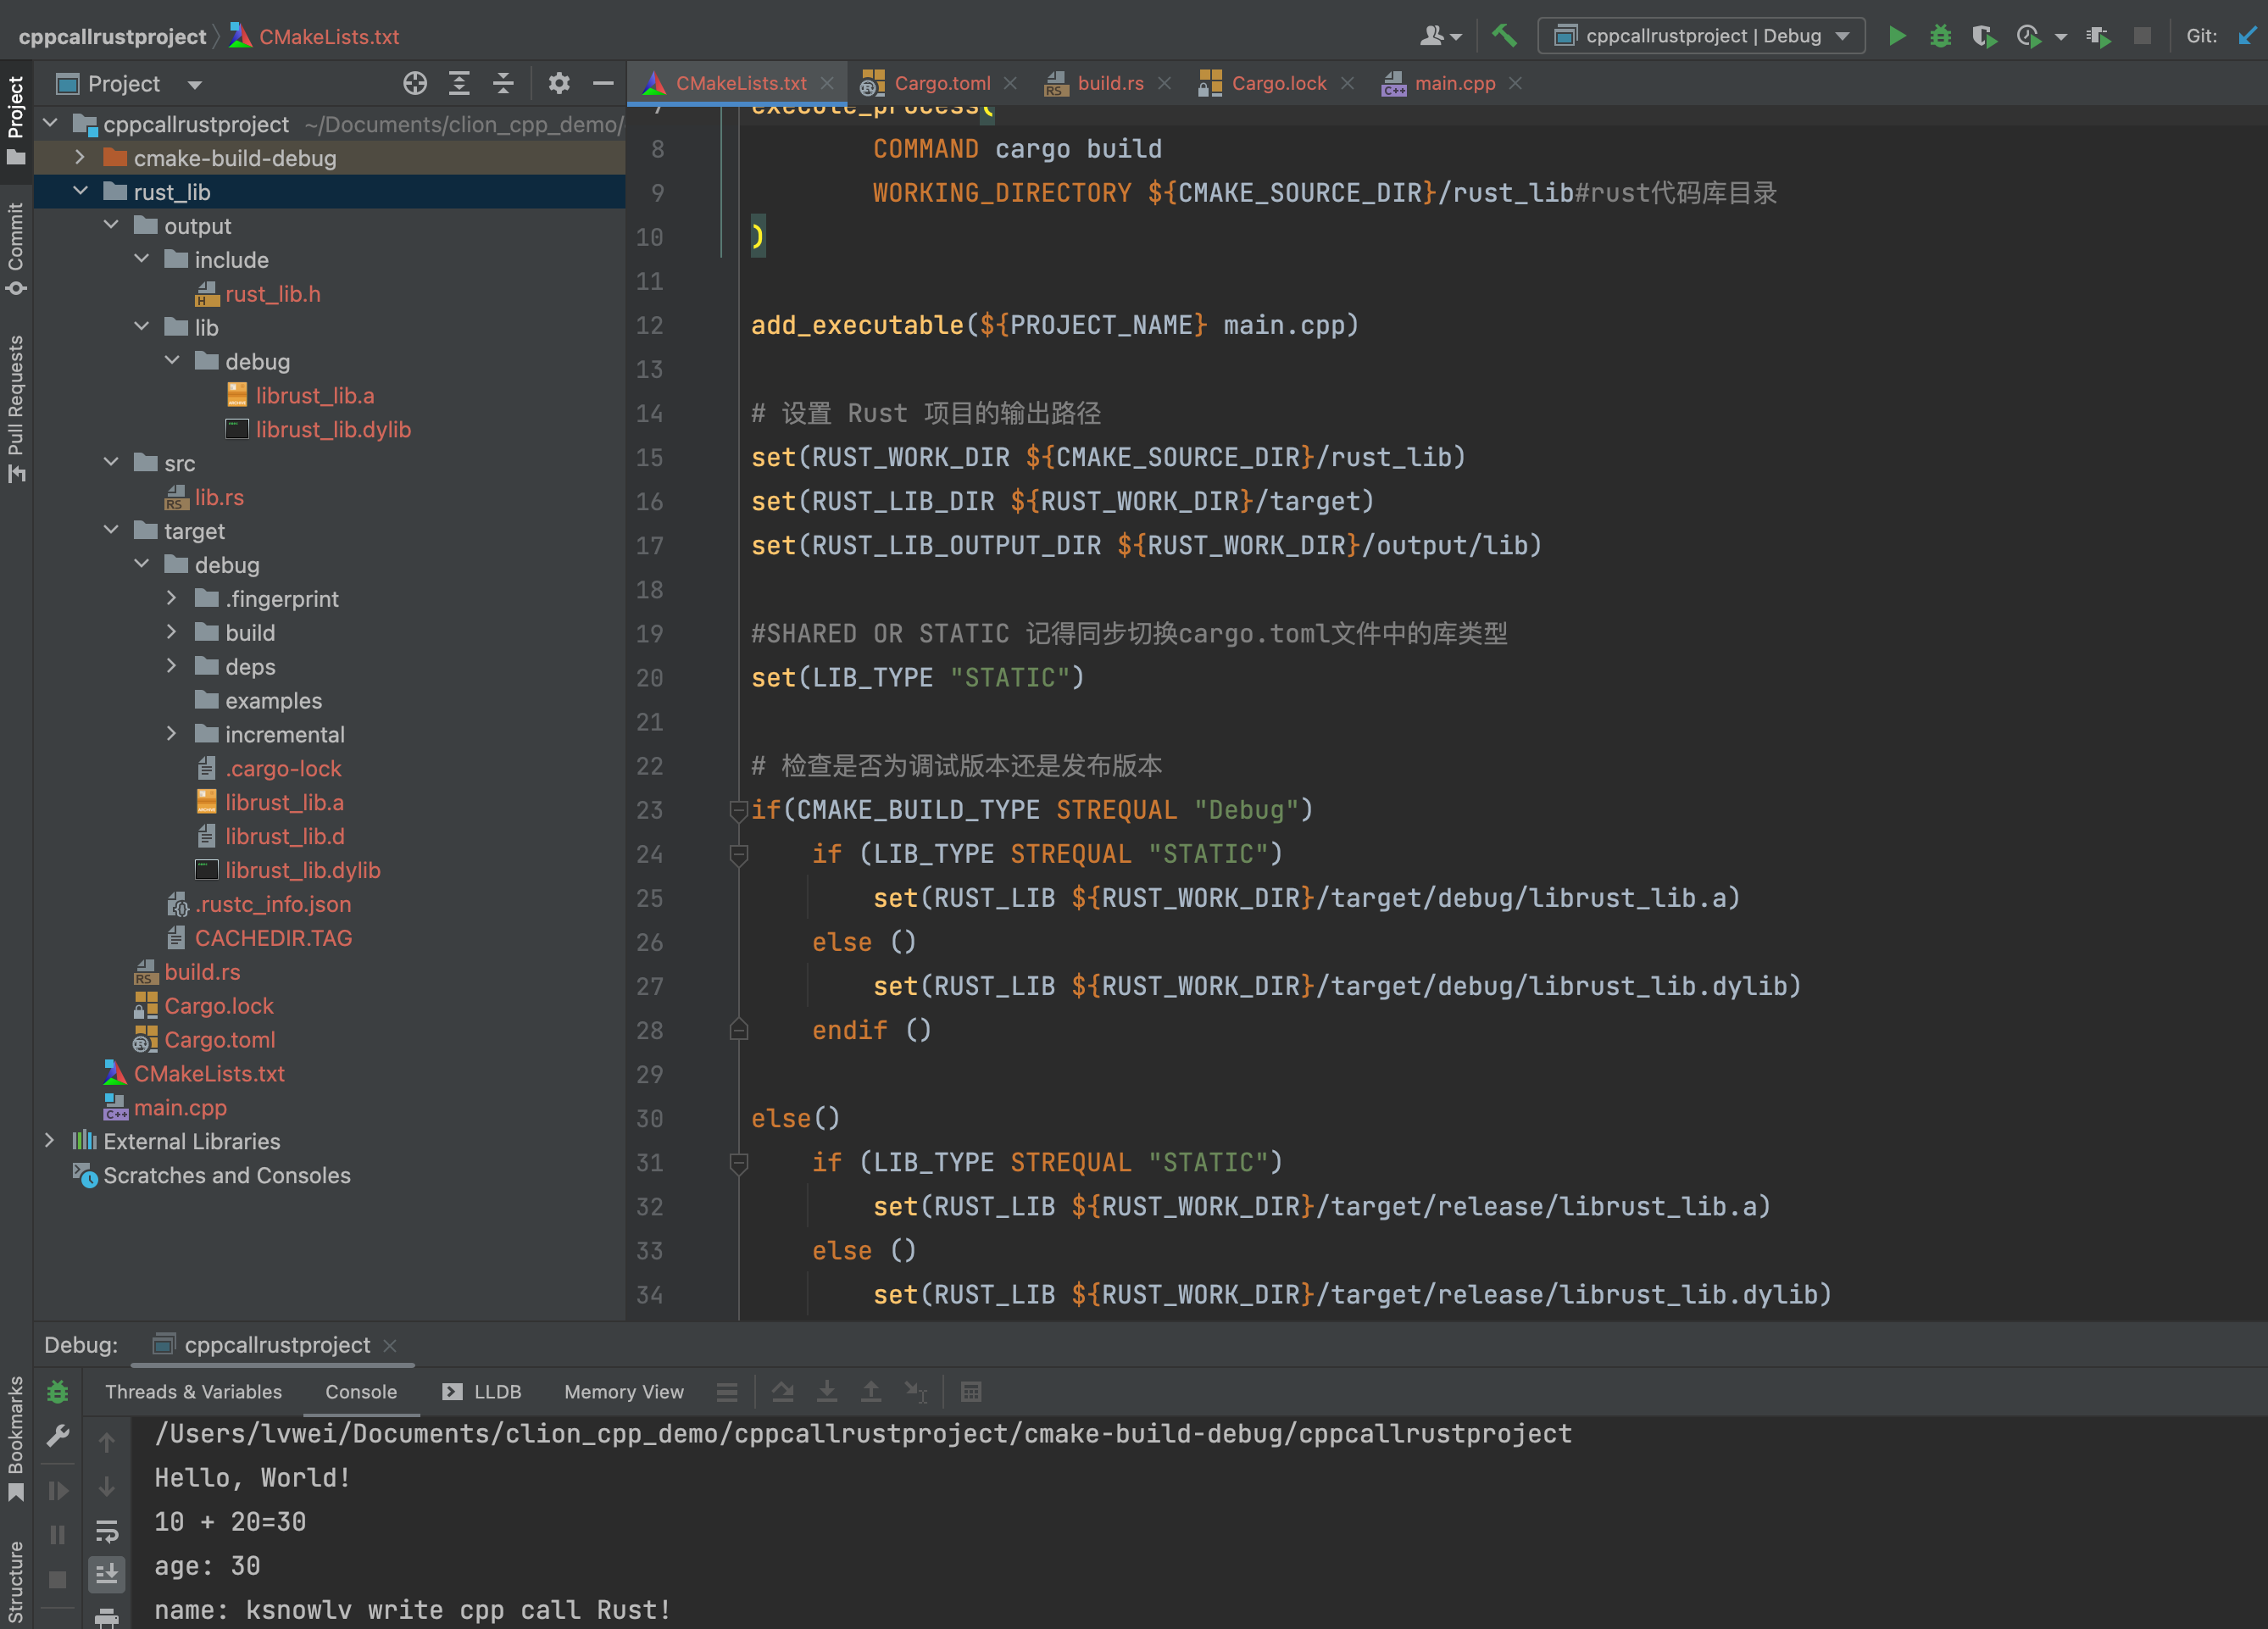 cppcallrustproject
CMakeLists.txt
cppcallrustproject | Debug
Git:
Project
Commit
Pull Requests
Bookmarks
Structure
Project
cppcallrustproject ~/Documents/clion_cpp_demo/
cmake-build-debug
rust_lib
output
include
rust_lib.h
lib
debug
librust_lib.a
librust_lib.dylib
src
lib.rs
target
debug
.fingerprint
build
deps
examples
incremental
.cargo-lock
librust_lib.a
librust_lib.d
librust_lib.dylib
.rustc_info.json
CACHEDIR.TAG
build.rs
Cargo.lock
Cargo.toml
CMakeLists.txt
main.cpp
External Libraries
Scratches and Consoles
CMakeLists.txt
Cargo.toml
build.rs
Cargo.lock
main.cpp
7 execute_process(
8 COMMAND cargo build
9 WORKING_DIRECTORY ${CMAKE_SOURCE_DIR}/rust_lib#rust代码库目录
10 )
11
12 add_executable(${PROJECT_NAME} main.cpp)
13
14 # 设置 Rust 项目的输出路径
15 set(RUST_WORK_DIR ${CMAKE_SOURCE_DIR}/rust_lib)
16 set(RUST_LIB_DIR ${RUST_WORK_DIR}/target)
17 set(RUST_LIB_OUTPUT_DIR ${RUST_WORK_DIR}/output/lib)
18
19 #SHARED OR STATIC 记得同步切换cargo.toml文件中的库类型
20 set(LIB_TYPE "STATIC")
21
22 # 检查是否为调试版本还是发布版本
23 if(CMAKE_BUILD_TYPE STREQUAL "Debug")
24 if (LIB_TYPE STREQUAL "STATIC")
25 set(RUST_LIB ${RUST_WORK_DIR}/target/debug/librust_lib.a)
26 else ()
27 set(RUST_LIB ${RUST_WORK_DIR}/target/debug/librust_lib.dylib)
28 endif ()
29
30 else()
31 if (LIB_TYPE STREQUAL "STATIC")
32 set(RUST_LIB ${RUST_WORK_DIR}/target/release/librust_lib.a)
33 else ()
34 set(RUST_LIB ${RUST_WORK_DIR}/target/release/librust_lib.dylib)
Debug: cppcallrustproject
Threads & Variables Console LLDB Memory View
/Users/lvwei/Documents/clion_cpp_demo/cppcallrustproject/cmake-build-debug/cppcallrustproject
Hello, World!
10 + 20=30
age: 30
name: ksnowlv write cpp call Rust!